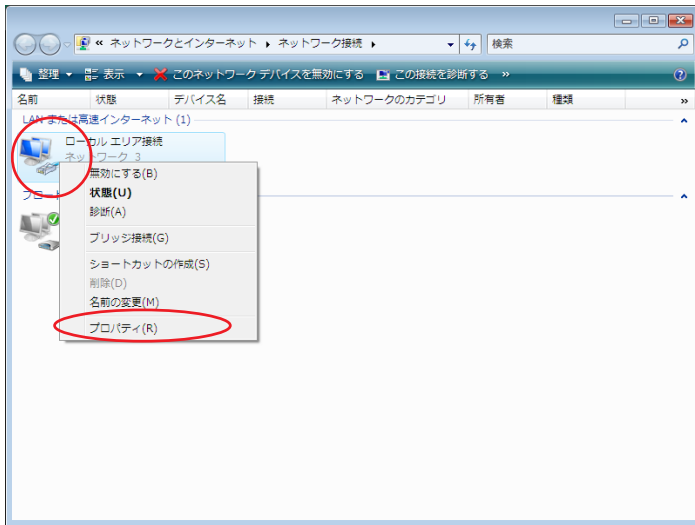 « ネットワークとインターネット ▸ ネットワーク接続 ▸ 検索
整理 表示 このネットワーク デバイスを無効にする この接続を診断する »
名前 状態 デバイス名 接続 ネットワークのカテゴリ 所有者 種類 »
LAN または高速インターネット (1)
ローカル エリア接続
ネットワーク 3
無効にする(B)
状態(U)
診断(A)
ブリッジ接続(G)
ショートカットの作成(S)
削除(D)
名前の変更(M)
プロパティ(R)